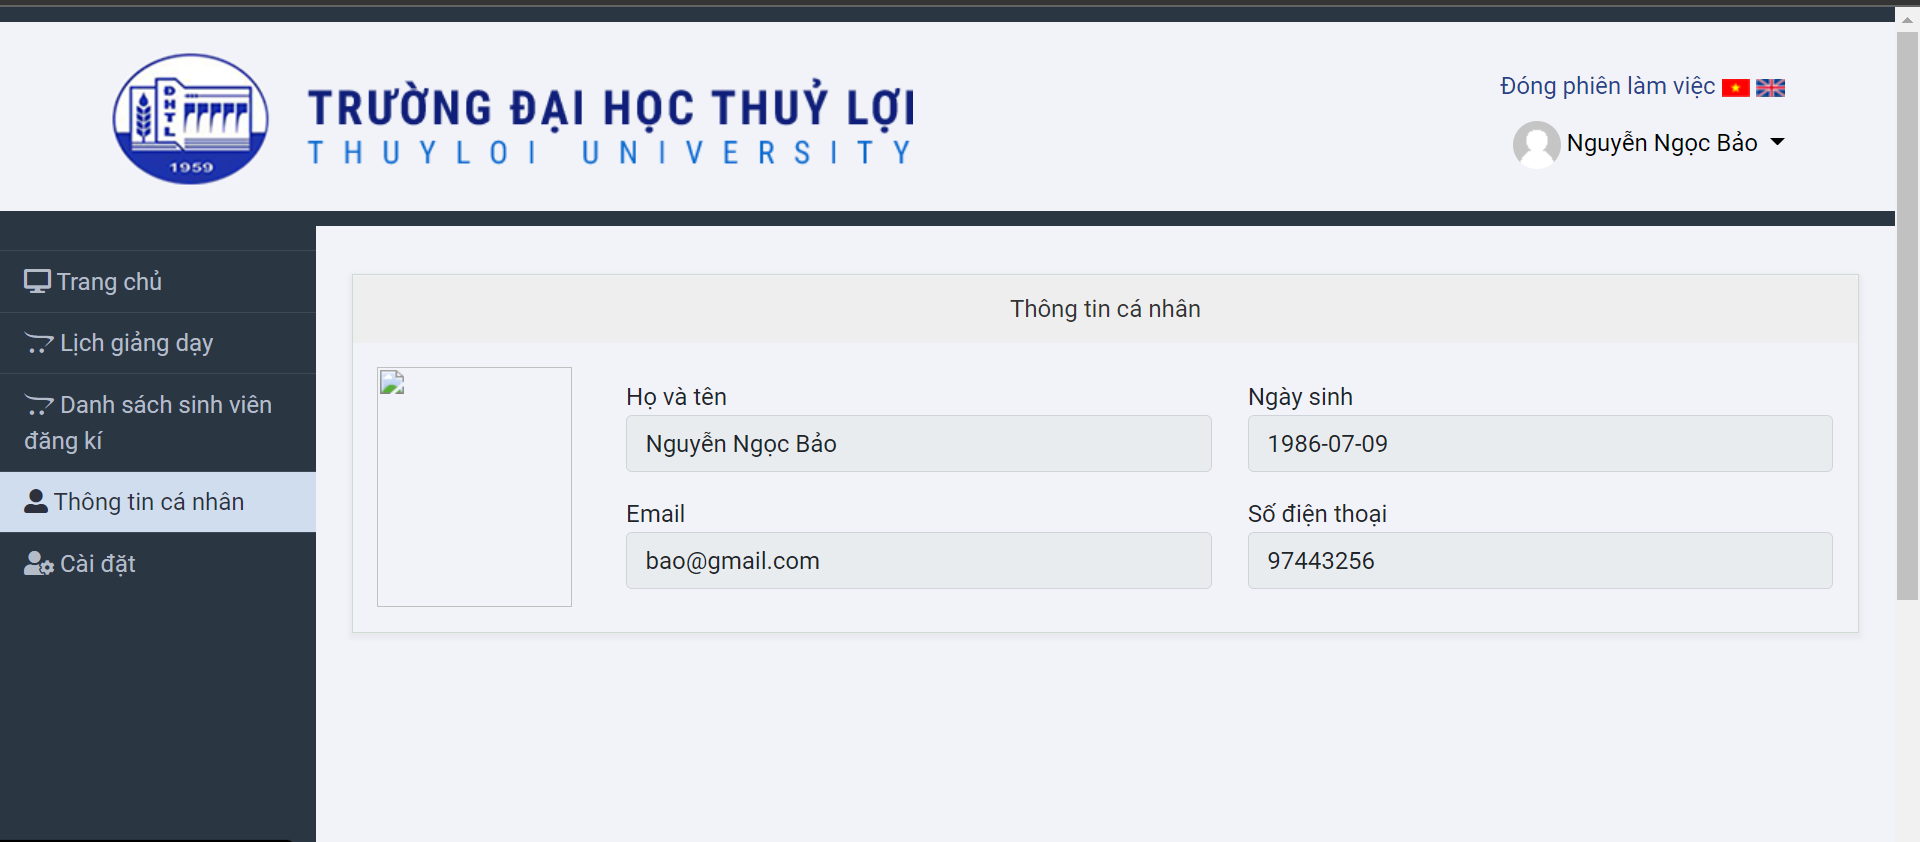 ĐHTL
1959
TRƯỜNG ĐẠI HỌC THUỶ LỢI
THUYLOI UNIVERSITY
Đóng phiên làm việc
Nguyễn Ngọc Bảo
Trang chủ
Lịch giảng dạy
Danh sách sinh viên
đăng kí
Thông tin cá nhân
Cài đặt
Thông tin cá nhân
Họ và tên
Nguyễn Ngọc Bảo
Ngày sinh
1986-07-09
Email
bao@gmail.com
Số điện thoại
97443256